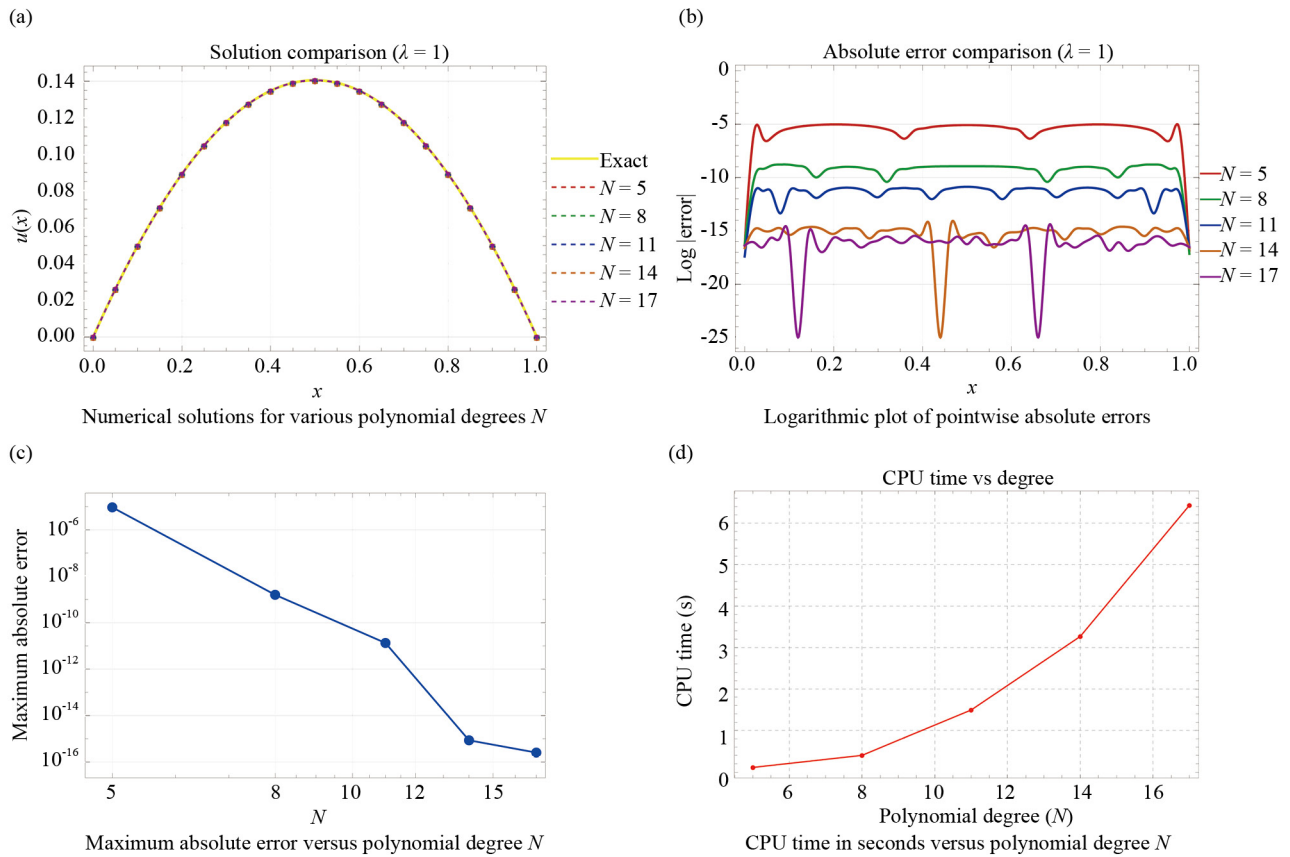 (a)
Solution comparison (λ = 1)
0.14
0.12
0.10
0.08
0.06
0.04
0.02
0.00
u(x)
0.0
0.2
0.4
0.6
0.8
1.0
x
Exact
N = 5
N = 8
N = 11
N = 14
N = 17
Numerical solutions for various polynomial degrees N
(b)
Absolute error comparison (λ = 1)
0
-5
-10
-15
-20
-25
Log |error|
0.0
0.2
0.4
0.6
0.8
1.0
x
N = 5
N = 8
N = 11
N = 14
N = 17
Logarithmic plot of pointwise absolute errors
(c)
10⁻⁶
10⁻⁸
10⁻¹⁰
10⁻¹²
10⁻¹⁴
10⁻¹⁶
Maximum absolute error
5
8
10
12
15
N
Maximum absolute error versus polynomial degree N
(d)
CPU time vs degree
6
5
4
3
2
1
0
CPU time (s)
6
8
10
12
14
16
Polynomial degree (N)
CPU time in seconds versus polynomial degree N